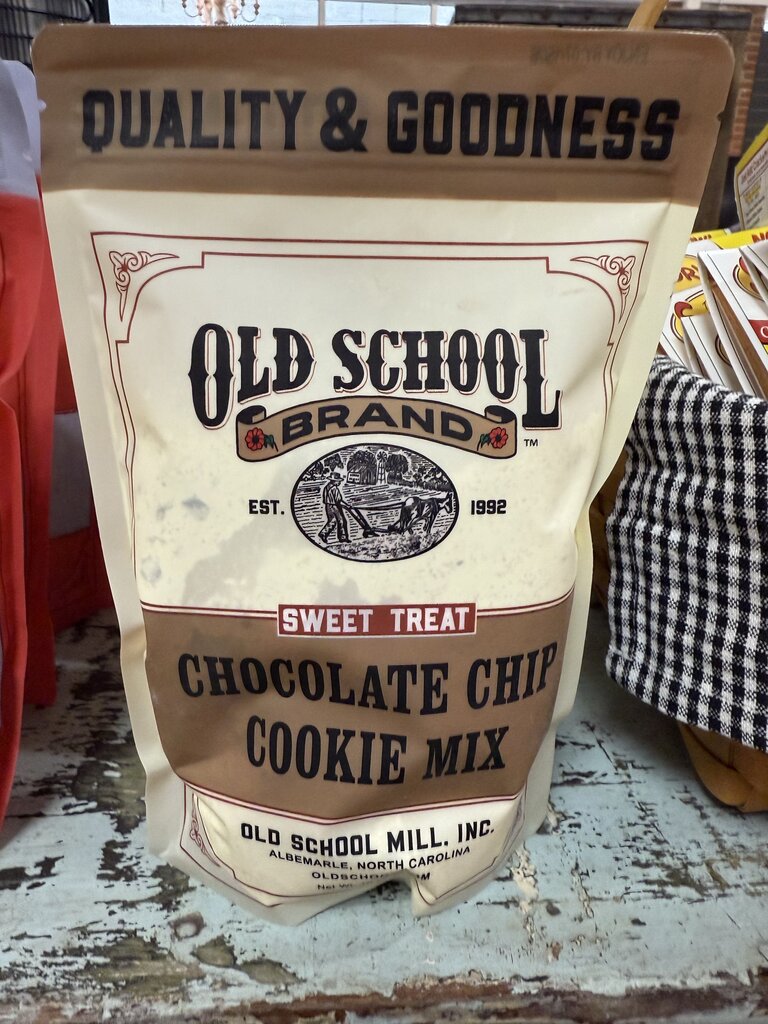 QUALITY & GOODNESS
OLD SCHOOL
BRAND
TM
EST. 1992
SWEET TREAT
CHOCOLATE CHIP
COOKIE MIX
OLD SCHOOL MILL, INC.
ALBEMARLE, NORTH CAROLINA